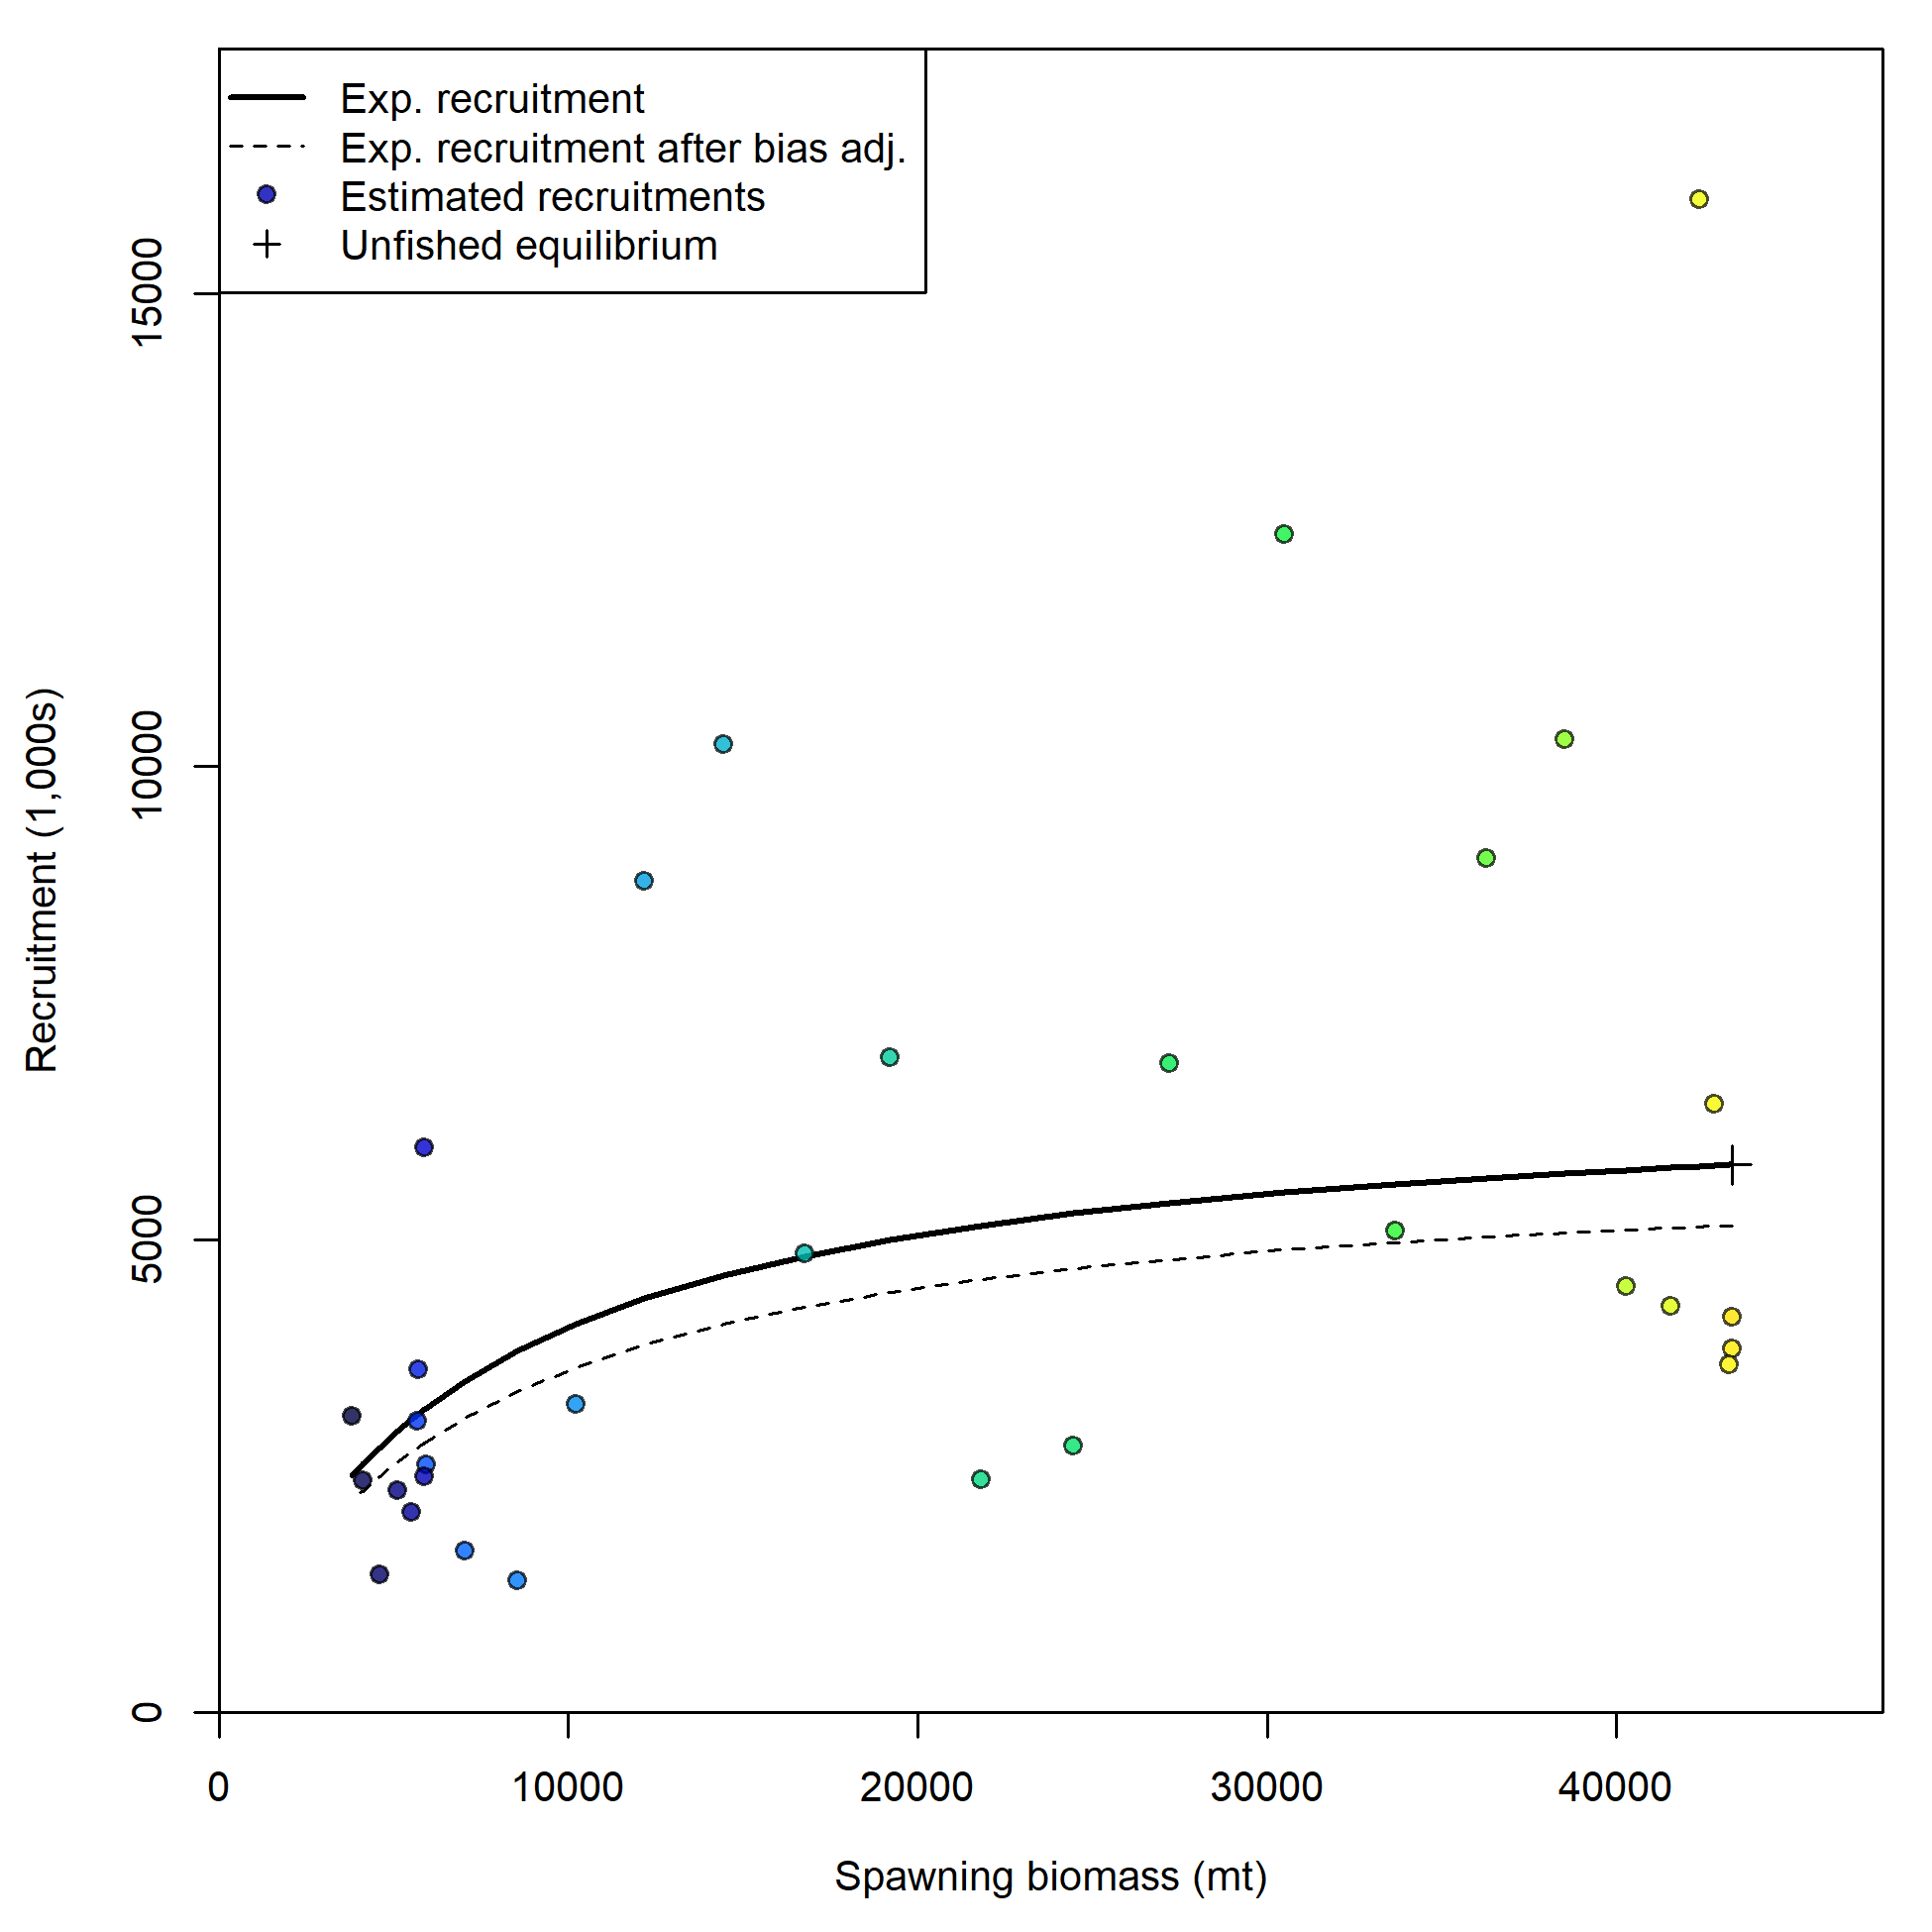 Exp. recruitment
Exp. recruitment after bias adj.
Estimated recruitments
Unfished equilibrium
15000
10000
5000
0
Recruitment (1,000s)
0 10000 20000 30000 40000
Spawning biomass (mt)